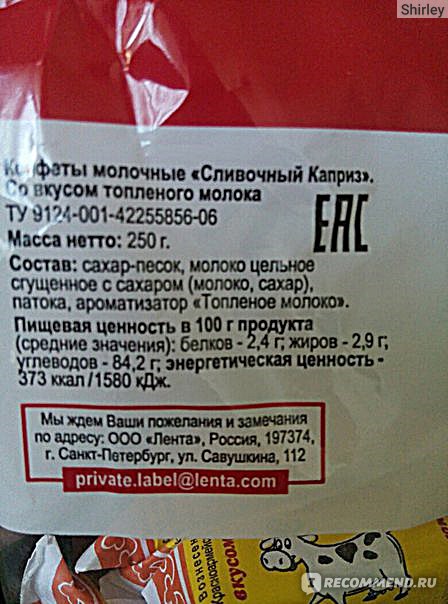 Shirley
Конфеты молочные «Сливочный Каприз».
Со вкусом топленого молока
ТУ 9124-001-42255856-06
Масса нетто: 250 г.
EAC
Состав: сахар-песок, молоко цельное
сгущенное с сахаром (молоко, сахар),
патока, ароматизатор «Топленое молоко».
Пищевая ценность в 100 г продукта
(средние значения): белков - 2,4 г; жиров - 2,9 г;
углеводов - 84,2 г; энергетическая ценность -
373 ккал /1580 кДж.
Мы ждем Ваши пожелания и замечания
по адресу: ООО «Лента», Россия, 197374,
г. Санкт-Петербург, ул. Савушкина, 112
private.label@lenta.com
вкусом
IRECOMMEND.RU